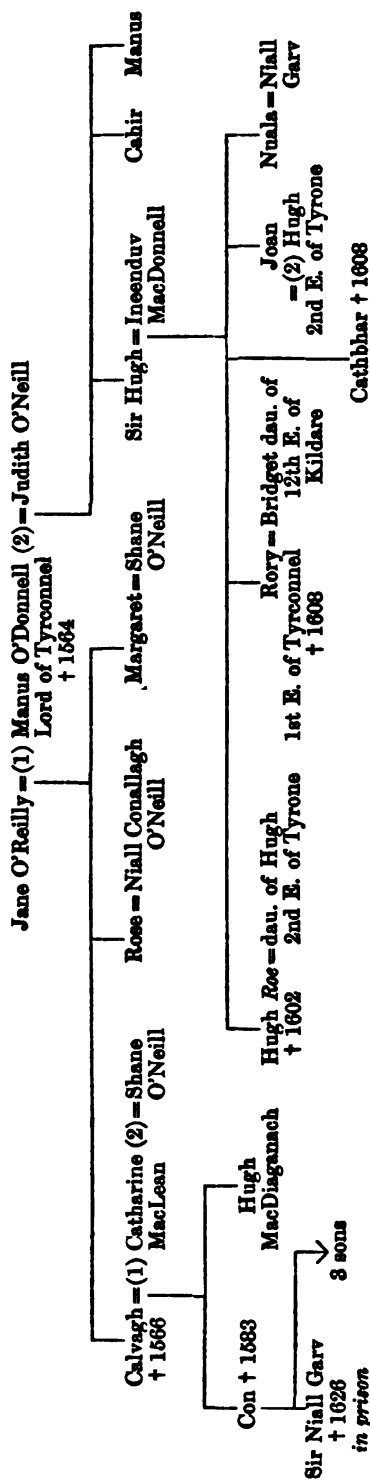 Jane O'Reilly=(1) Manus O'Donnell (2)=Judith O'Neill
Lord of Tyrconnel
† 1564
Calvagh=(1) Catharine (2)=Shane
† 1566 MacLean O'Neill
Rose=Niall Conallagh
O'Neill
Margaret=Shane
O'Neill
Sir Hugh=Ineenduv
MacDonnell
Cahir
Manus
Con † 1583
Hugh
MacDiaganach
Hugh Roe=dau. of Hugh
† 1602 2nd E. of Tyrone
Rory=Bridget dau. of
1st E. of Tyrconnel 12th E. of
† 1608 Kildare
Joan
=(2) Hugh
2nd E. of Tyrone
Nuala=Niall
Garv
Cathbhar † 1608
Sir Niall Garv
† 1626
in prison
3 sons